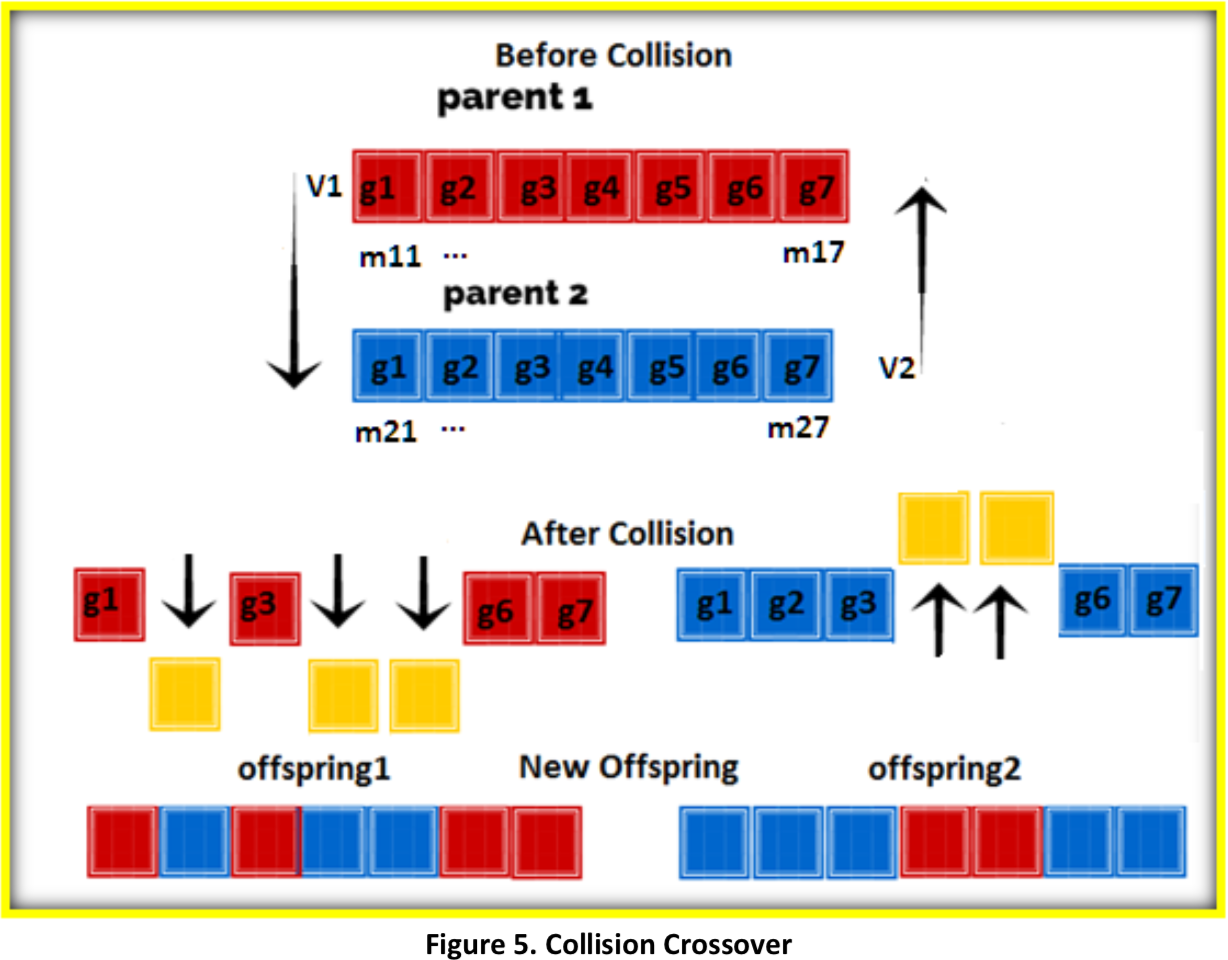 Before Collision
parent 1
V1 g1 g2 g3 g4 g5 g6 g7
m11 ... m17
parent 2
g1 g2 g3 g4 g5 g6 g7 V2
m21 ... m27
After Collision
g1 g3 g6 g7 g1 g2 g3 g6 g7
offspring1 New Offspring offspring2
Figure 5. Collision Crossover